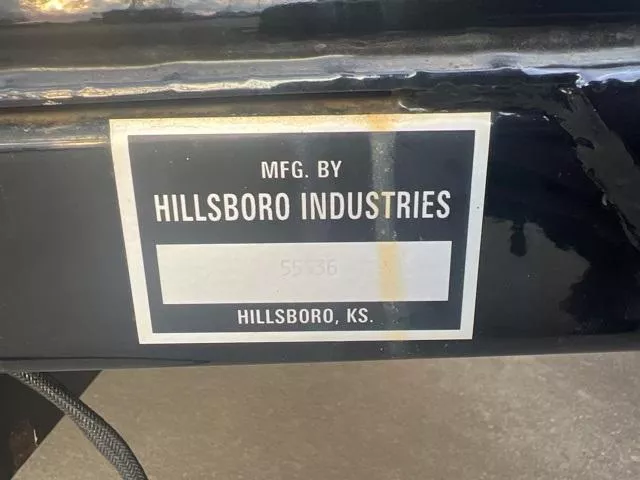 MFG. BY
HILLSBORO INDUSTRIES
HILLSBORO, KS.